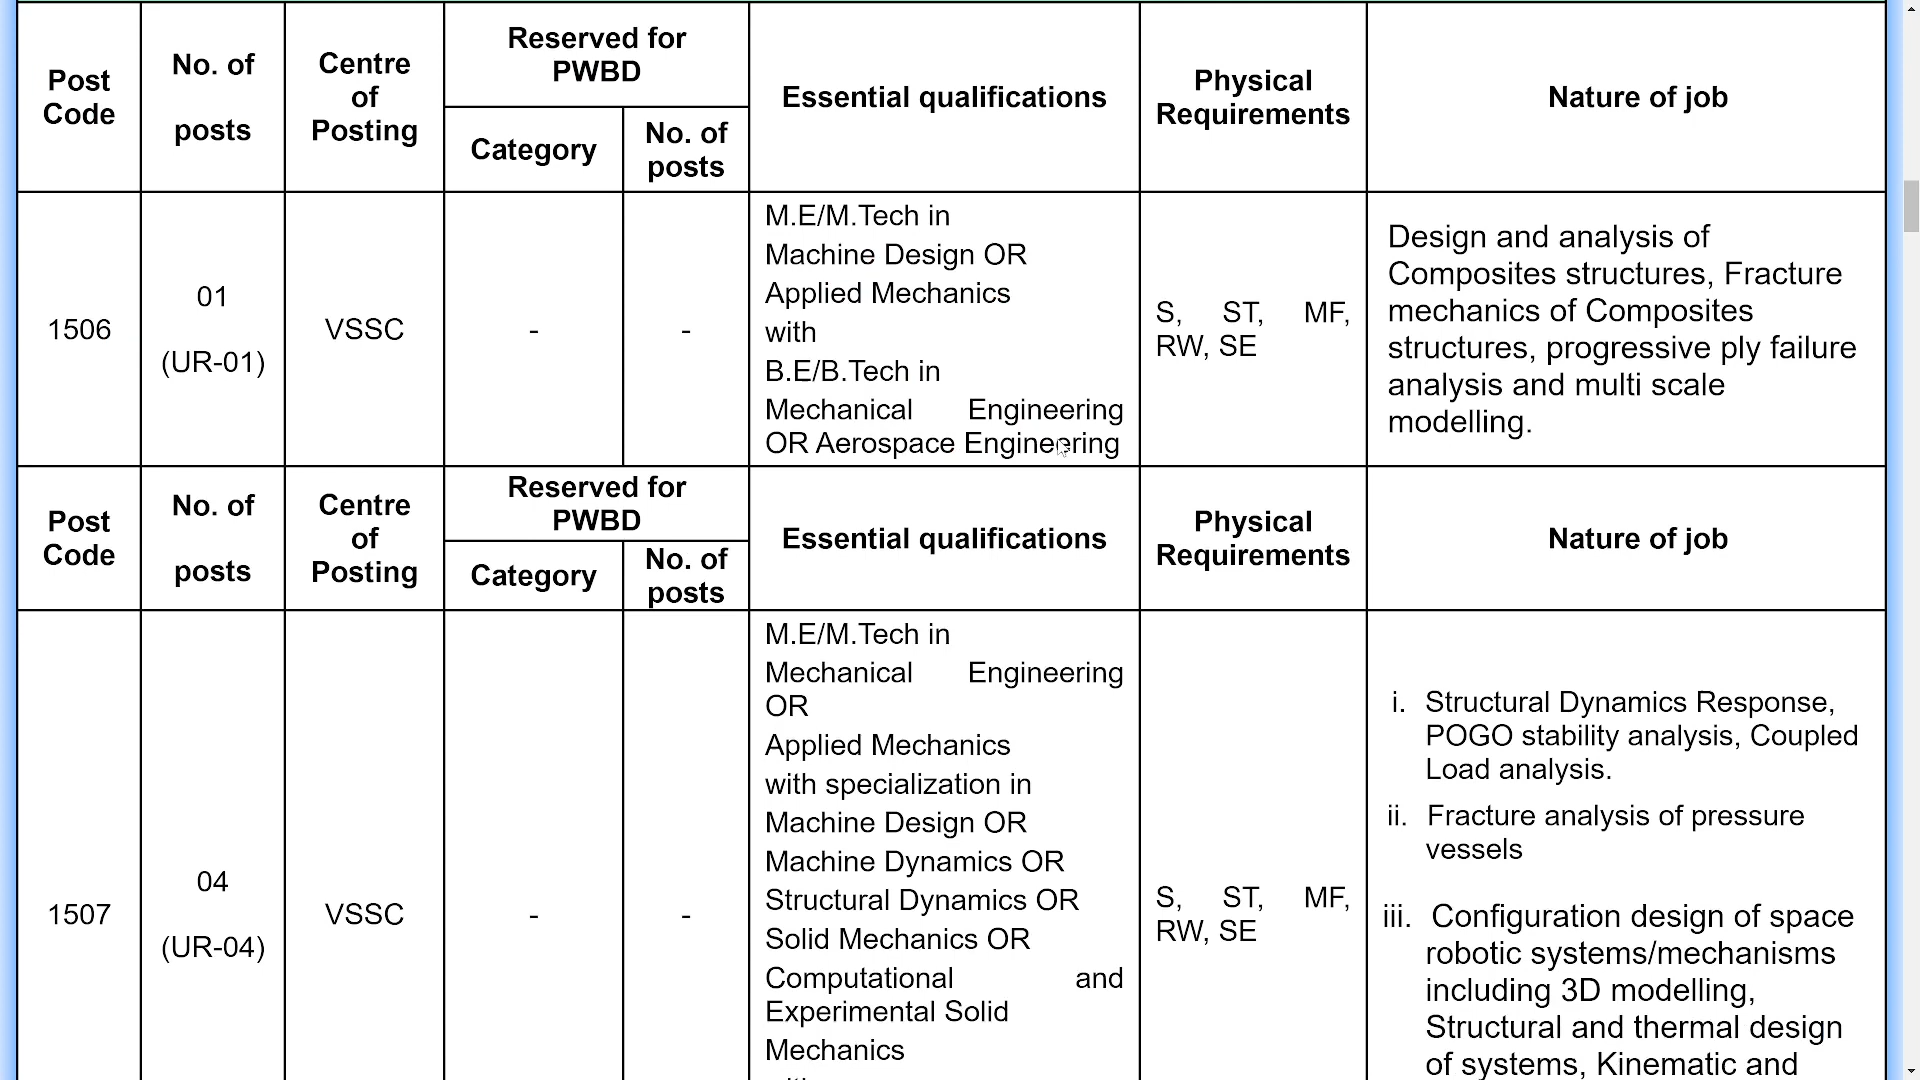 Post
Code
No. of
posts
Centre
of
Posting
Reserved for
PWBD
Category
No. of
posts
Essential qualifications
Physical
Requirements
Nature of job
1506
01
(UR-01)
VSSC
-
-
M.E/M.Tech in
Machine Design OR
Applied Mechanics
with
B.E/B.Tech in
Mechanical Engineering
OR Aerospace Engineering
S, ST, MF,
RW, SE
Design and analysis of
Composites structures, Fracture
mechanics of Composites
structures, progressive ply failure
analysis and multi scale
modelling.
Post
Code
No. of
posts
Centre
of
Posting
Reserved for
PWBD
Category
No. of
posts
Essential qualifications
Physical
Requirements
Nature of job
1507
04
(UR-04)
VSSC
-
-
M.E/M.Tech in
Mechanical Engineering
OR
Applied Mechanics
with specialization in
Machine Design OR
Machine Dynamics OR
Structural Dynamics OR
Solid Mechanics OR
Computational and
Experimental Solid
Mechanics
S, ST, MF,
RW, SE
i. Structural Dynamics Response,
POGO stability analysis, Coupled
Load analysis.
ii. Fracture analysis of pressure
vessels
iii. Configuration design of space
robotic systems/mechanisms
including 3D modelling,
Structural and thermal design
of systems, Kinematic and